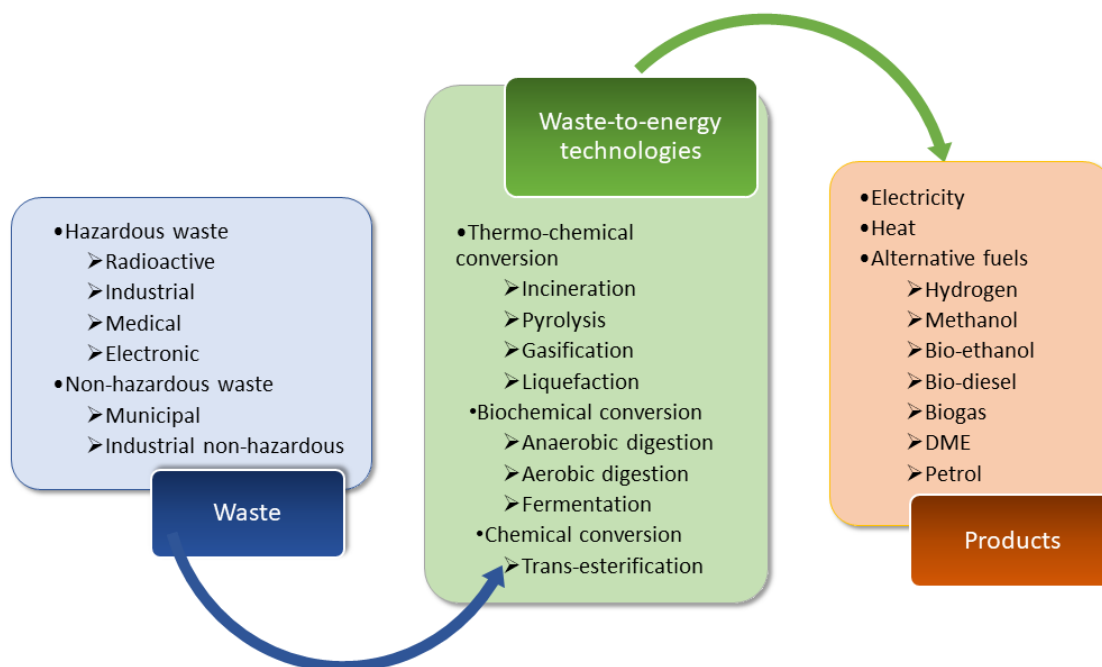 •Hazardous waste
➢Radioactive
➢Industrial
➢Medical
➢Electronic
•Non-hazardous waste
➢Municipal
➢Industrial non-hazardous
Waste
Waste-to-energy
technologies
•Thermo-chemical
conversion
➢Incineration
➢Pyrolysis
➢Gasification
➢Liquefaction
•Biochemical conversion
➢Anaerobic digestion
➢Aerobic digestion
➢Fermentation
•Chemical conversion
➢Trans-esterification
•Electricity
•Heat
•Alternative fuels
➢Hydrogen
➢Methanol
➢Bio-ethanol
➢Bio-diesel
➢Biogas
➢DME
➢Petrol
Products